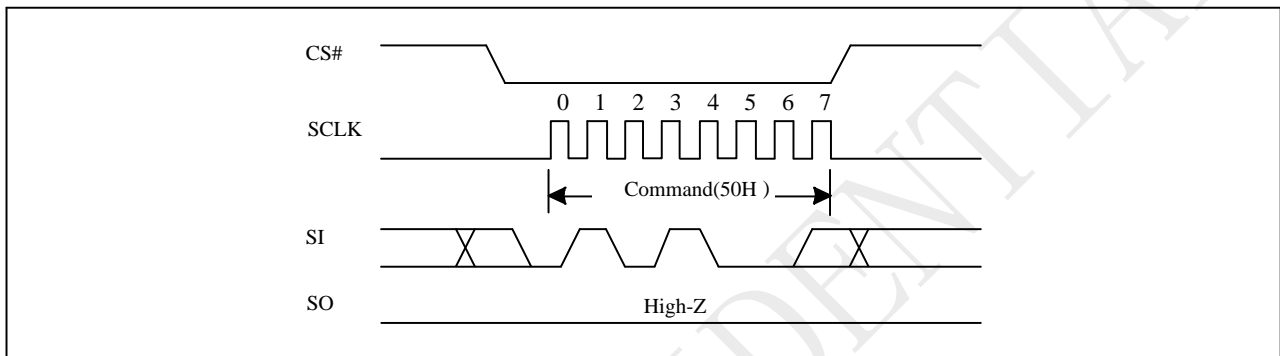 CS#
0 1 2 3 4 5 6 7
SCLK
Command(50H )
SI
SO
High-Z